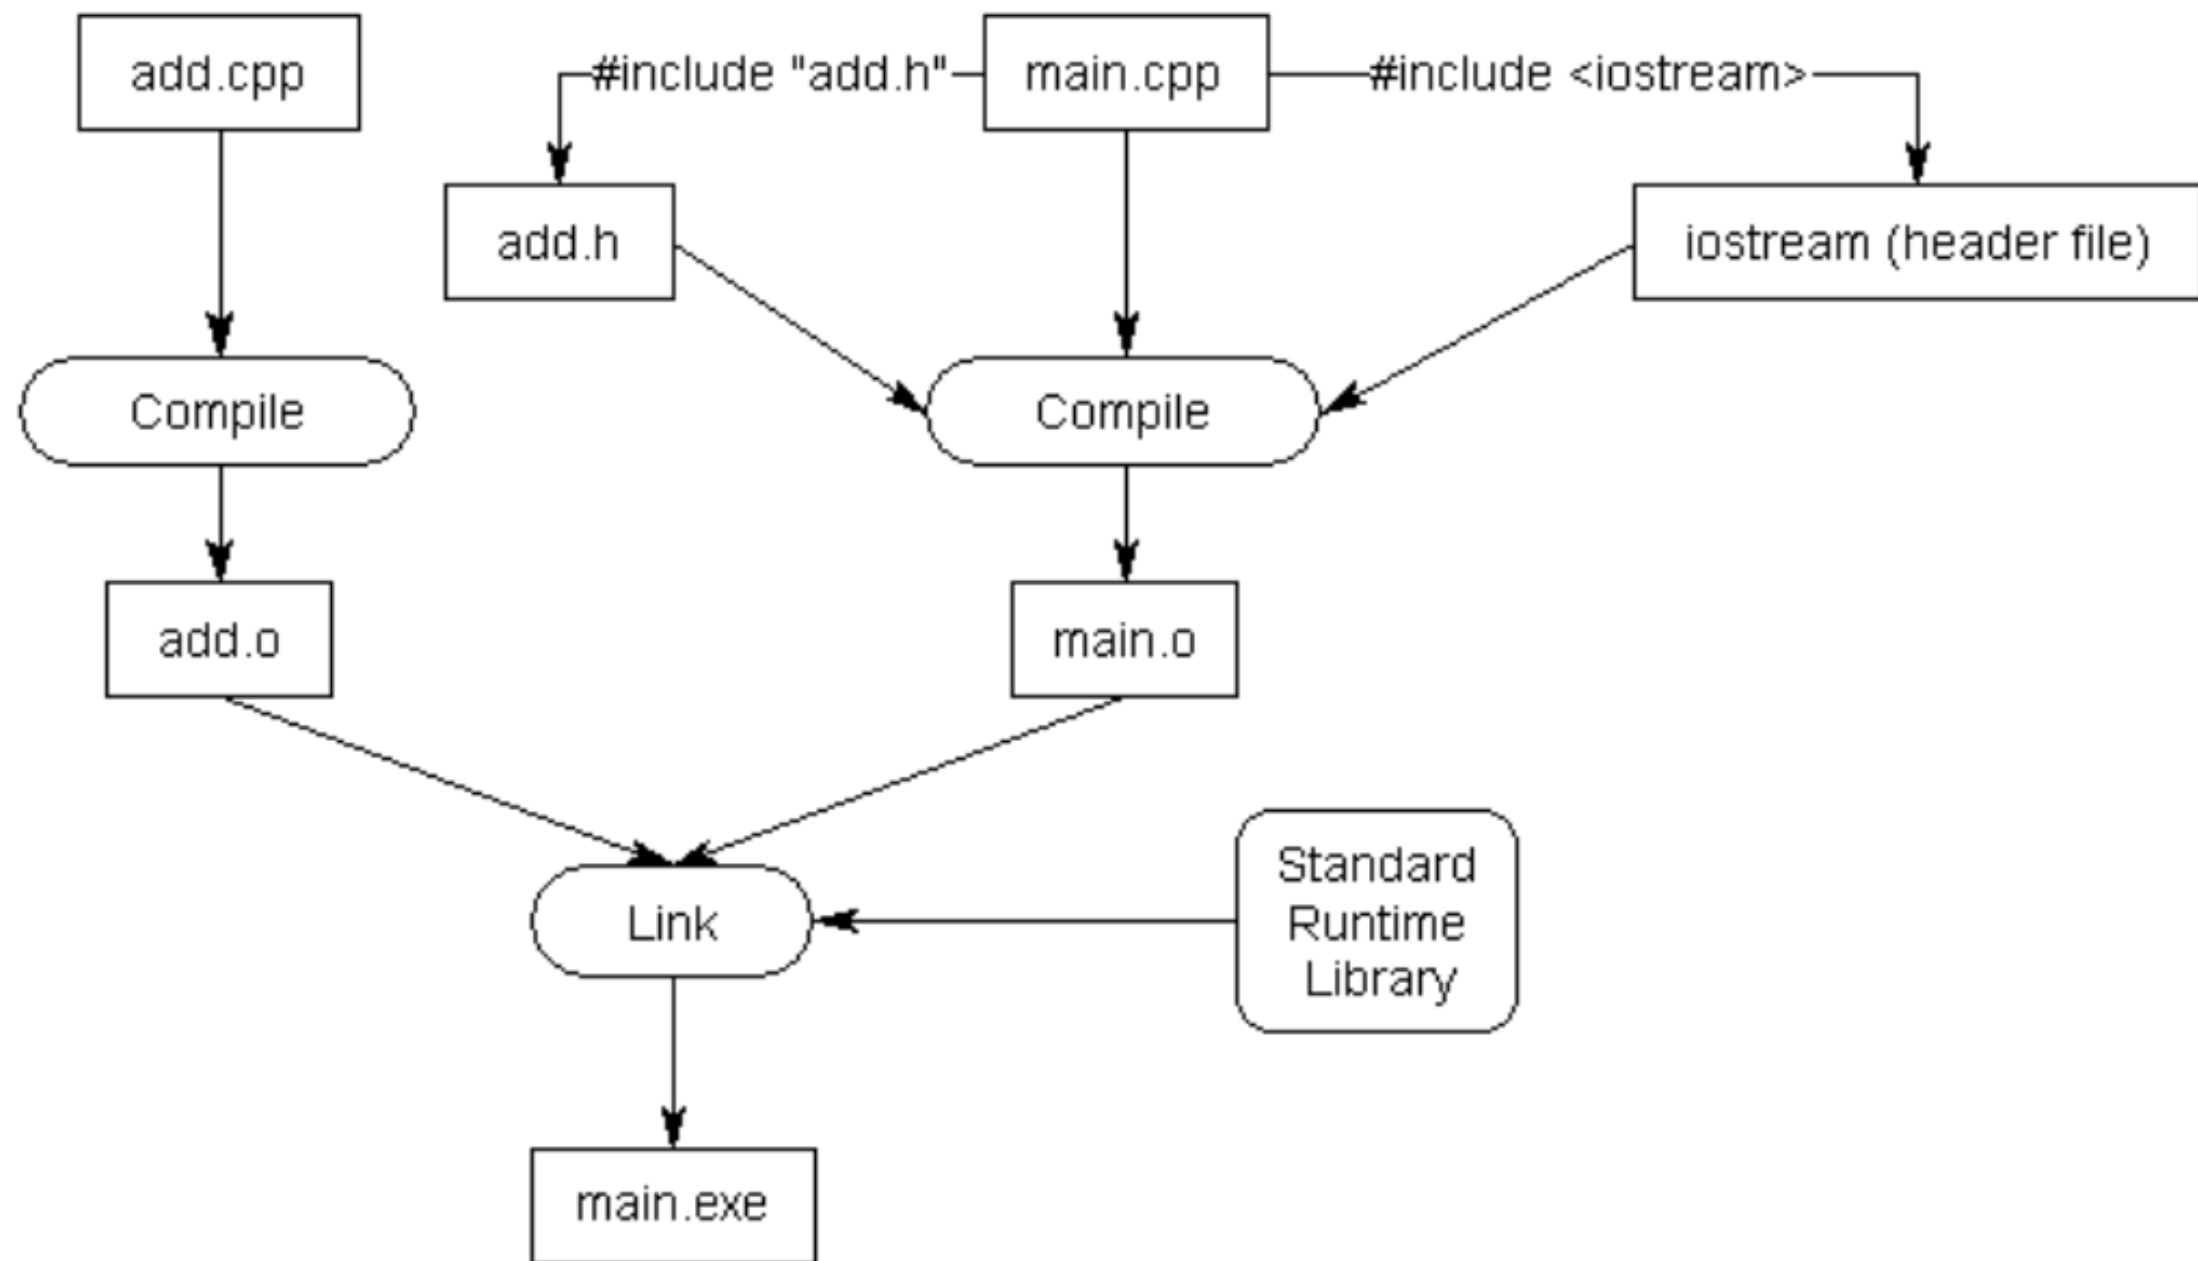 add.cpp
#include "add.h"
main.cpp
#include <iostream>
add.h
iostream (header file)
Compile
Compile
add.o
main.o
Link
Standard
Runtime
Library
main.exe